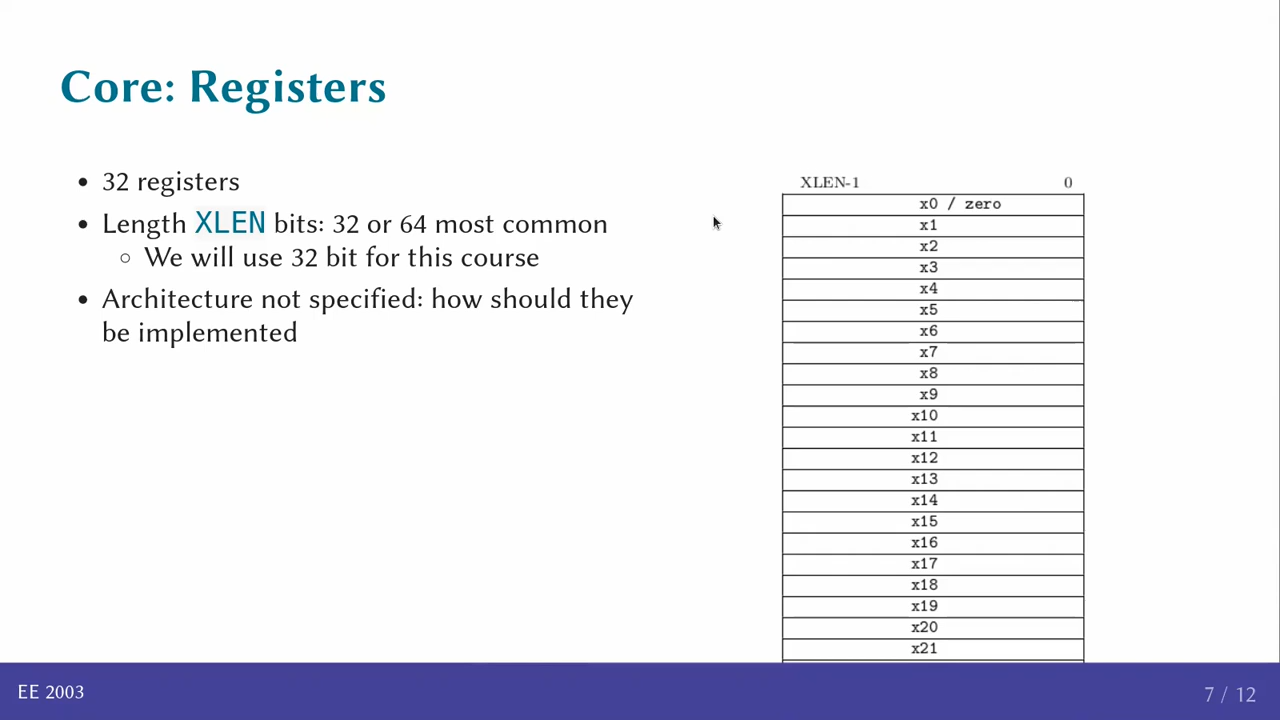 Core: Registers
• 32 registers
• Length XLEN bits: 32 or 64 most common
○ We will use 32 bit for this course
• Architecture not specified: how should they
be implemented
XLEN-1 0
x0 / zero
x1
x2
x3
x4
x5
x6
x7
x8
x9
x10
x11
x12
x13
x14
x15
x16
x17
x18
x19
x20
x21
EE 2003
7 / 12